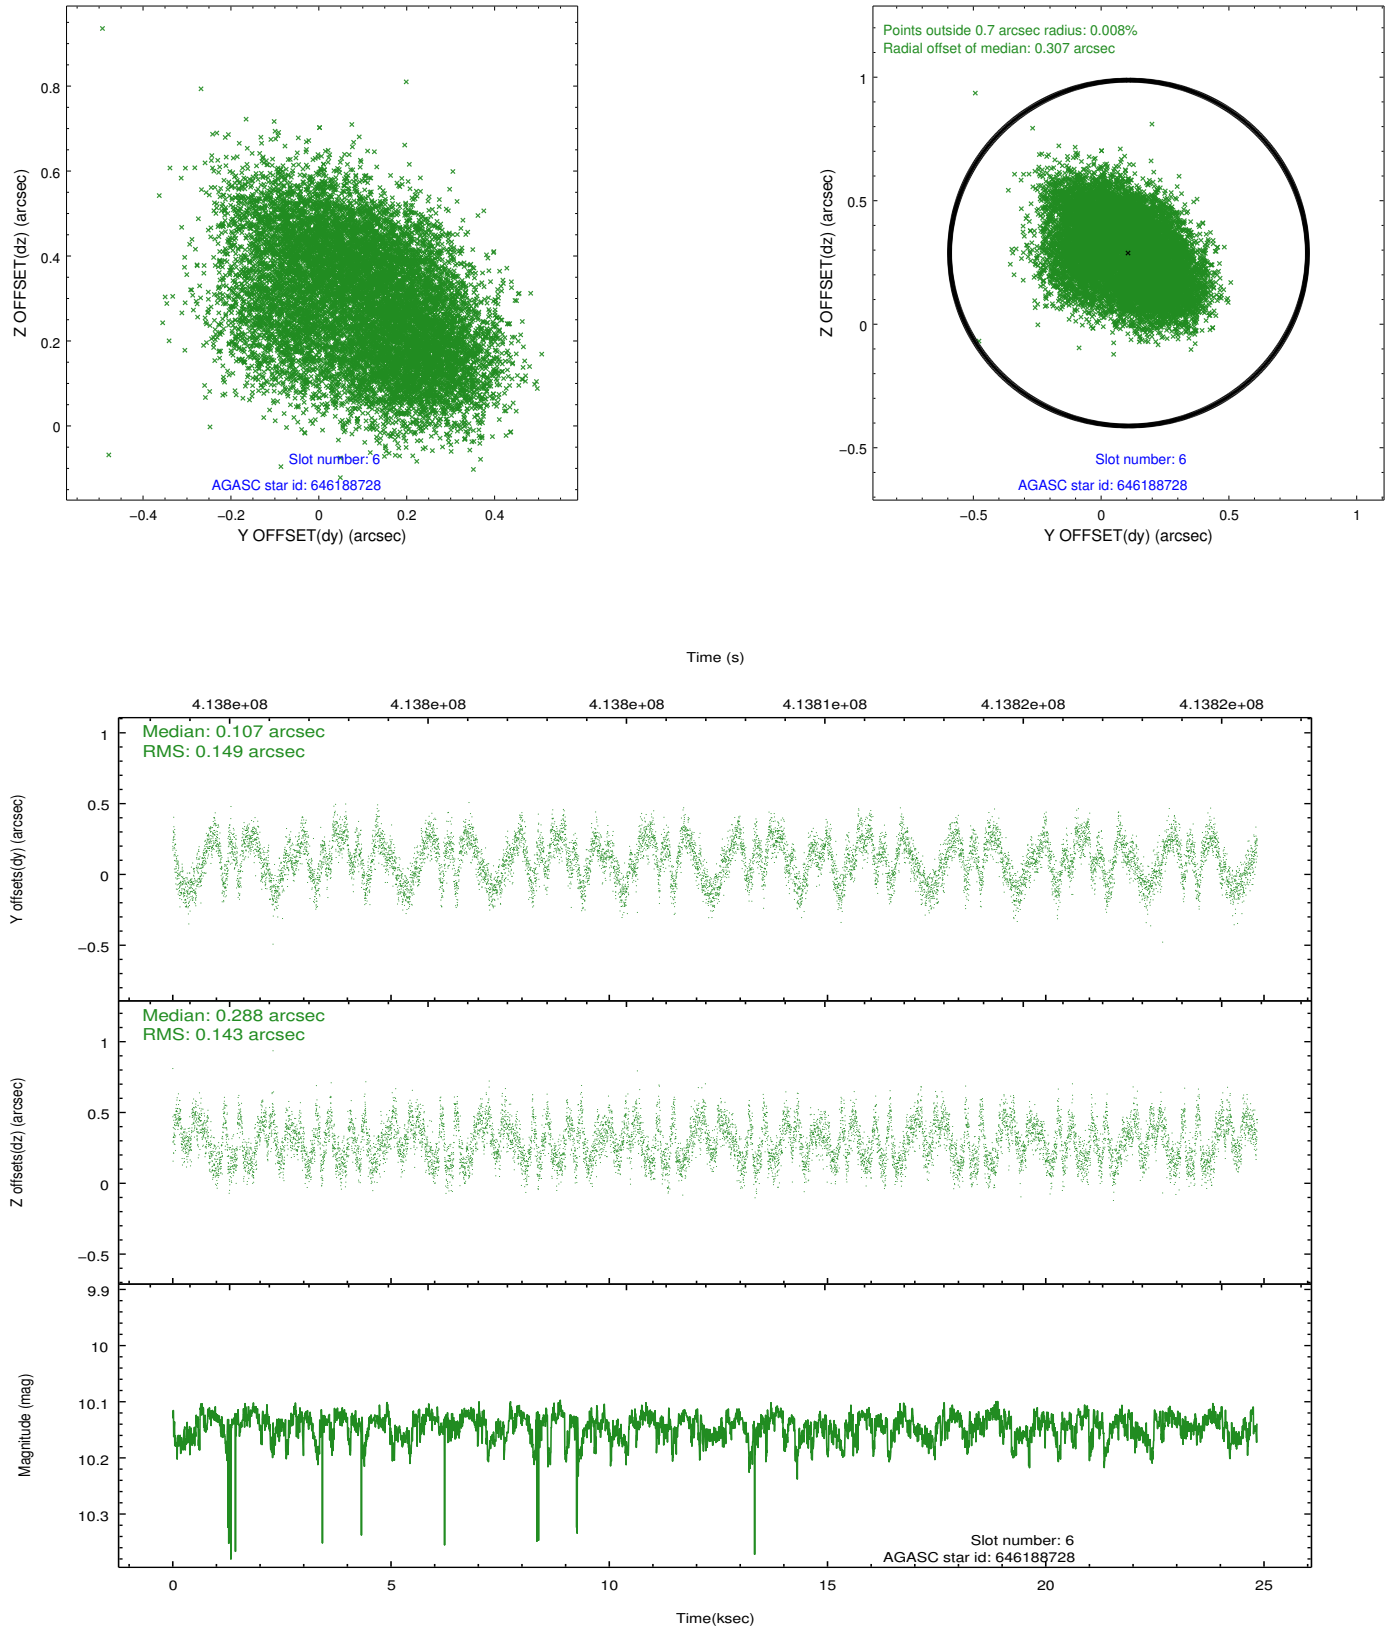 0.8
0.6
0.4
0.2
0
−0.4 −0.2 0 0.2 0.4
Z OFFSET(dz) (arcsec)
Y OFFSET(dy) (arcsec)
Slot number: 6
AGASC star id: 646188728
Points outside 0.7 arcsec radius: 0.008%
Radial offset of median: 0.307 arcsec
1
0.5
0
−0.5
−0.5 0 0.5 1
Z OFFSET(dz) (arcsec)
Y OFFSET(dy) (arcsec)
Slot number: 6
AGASC star id: 646188728
Time (s)
4.138e+08 4.138e+08 4.138e+08 4.1381e+08 4.1382e+08 4.1382e+08
Median: 0.107 arcsec
RMS: 0.149 arcsec
1
0.5
0
−0.5
Y offsets(dy) (arcsec)
Median: 0.288 arcsec
RMS: 0.143 arcsec
1
0.5
0
−0.5
Z offsets(dz) (arcsec)
9.9
10
10.1
10.2
10.3
Magnitude (mag)
Slot number: 6
AGASC star id: 646188728
0 5 10 15 20 25
Time(ksec)